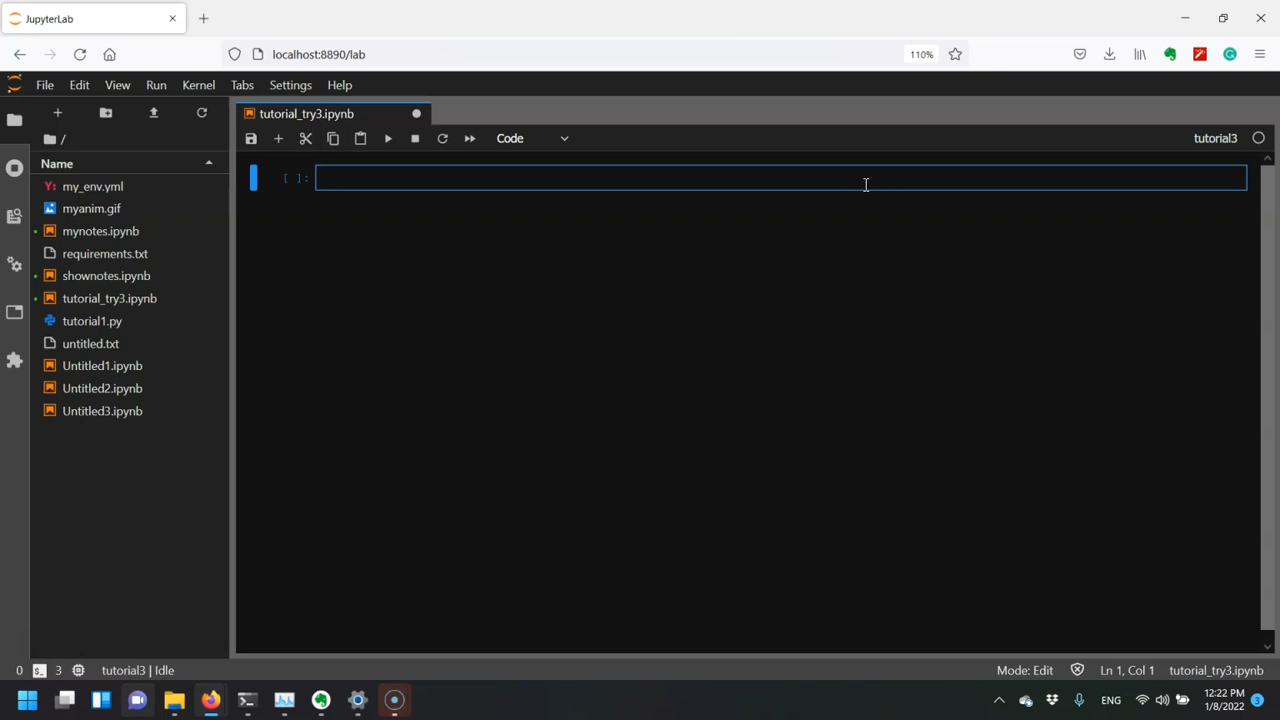 JupyterLab
localhost:8890/lab
110%
File Edit View Run Kernel Tabs Settings Help
tutorial_try3.ipynb
/
Code
tutorial3
Name
[ ]:
Y: my_env.yml
myanim.gif
mynotes.ipynb
requirements.txt
shownotes.ipynb
tutorial_try3.ipynb
tutorial1.py
untitled.txt
Untitled1.ipynb
Untitled2.ipynb
Untitled3.ipynb
0 $_ 3 tutorial3 | Idle
Mode: Edit Ln 1, Col 1 tutorial_try3.ipynb
ENG
12:22 PM
1/8/2022
3